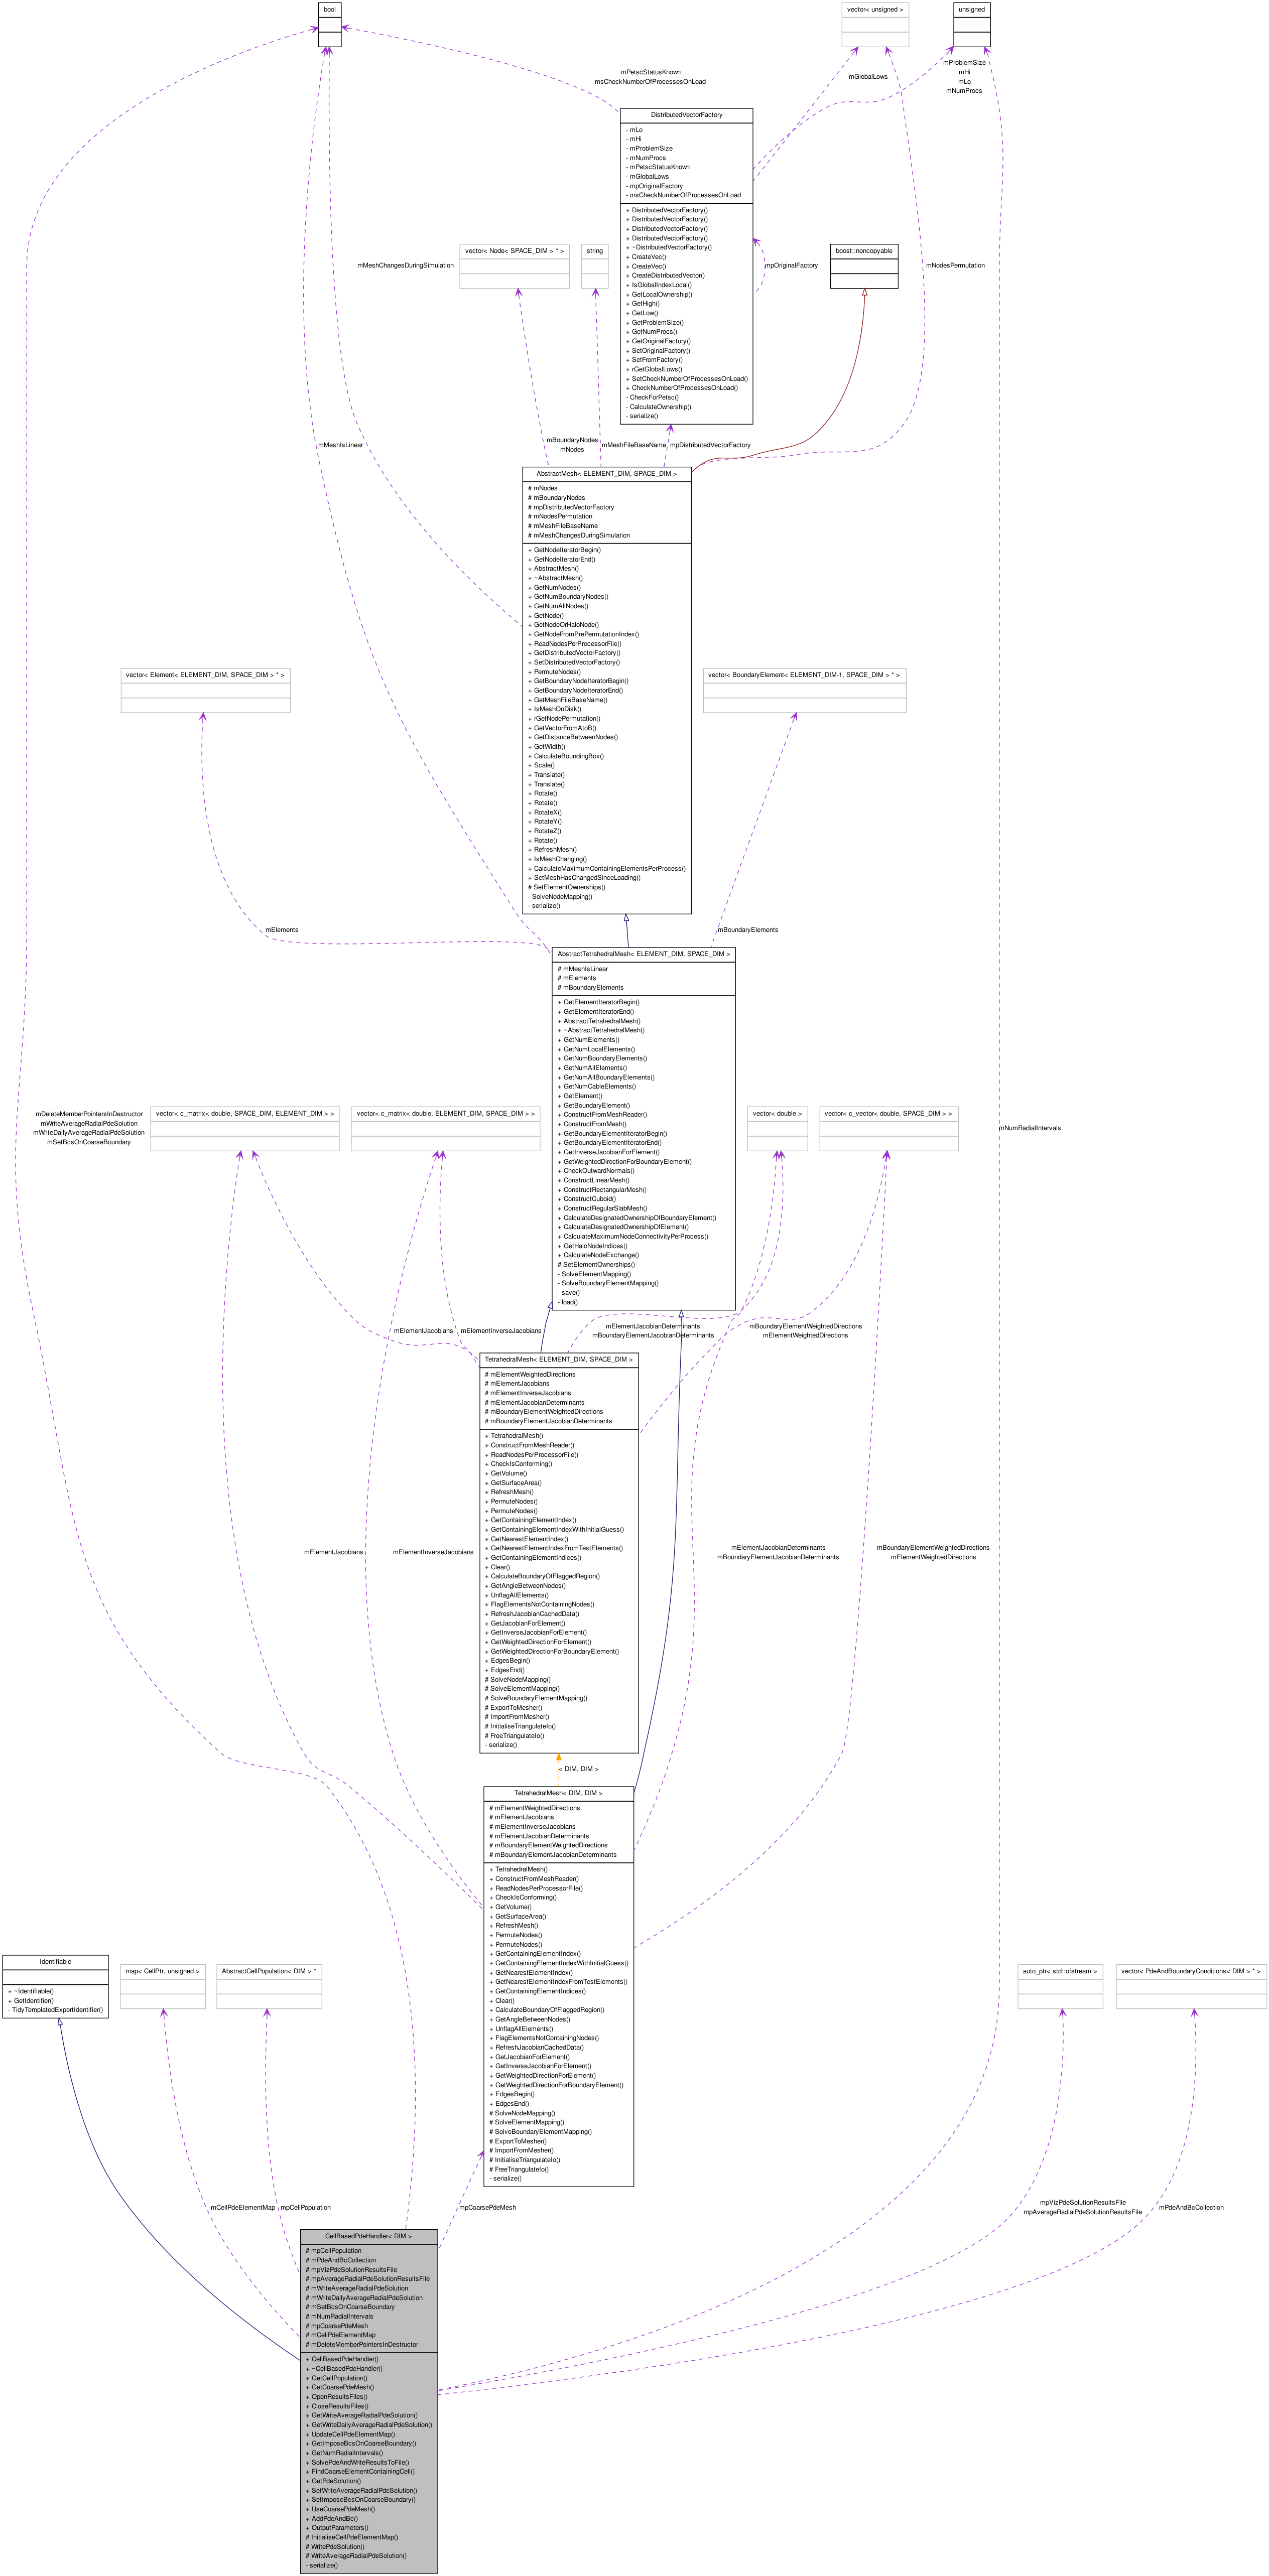 bool
vector< unsigned >
unsigned
mPetscStatusKnown
msCheckNumberOfProcessesOnLoad
mGlobalLows
mProblemSize
mHi
mLo
mNumProcs
DistributedVectorFactory
- mLo
- mHi
- mProblemSize
- mNumProcs
- mPetscStatusKnown
- mGlobalLows
- mpOriginalFactory
- msCheckNumberOfProcessesOnLoad
+ DistributedVectorFactory()
+ DistributedVectorFactory()
+ DistributedVectorFactory()
+ DistributedVectorFactory()
+ ~DistributedVectorFactory()
+ CreateVec()
+ CreateVec()
+ CreateDistributedVector()
+ IsGlobalIndexLocal()
+ GetLocalOwnership()
+ GetHigh()
+ GetLow()
+ GetProblemSize()
+ GetNumProcs()
+ GetOriginalFactory()
+ SetOriginalFactory()
+ SetFromFactory()
+ rGetGlobalLows()
+ SetCheckNumberOfProcessesOnLoad()
+ CheckNumberOfProcessesOnLoad()
- CheckForPetsc()
- CalculateOwnership()
- serialize()
vector< Node< SPACE_DIM > * >
string
boost::noncopyable
mMeshChangesDuringSimulation
mpOriginalFactory
mNodesPermutation
mMeshIsLinear
mBoundaryNodes
mNodes
mMeshFileBaseName
mpDistributedVectorFactory
AbstractMesh< ELEMENT_DIM, SPACE_DIM >
# mNodes
# mBoundaryNodes
# mpDistributedVectorFactory
# mNodesPermutation
# mMeshFileBaseName
# mMeshChangesDuringSimulation
+ GetNodeIteratorBegin()
+ GetNodeIteratorEnd()
+ AbstractMesh()
+ ~AbstractMesh()
+ GetNumNodes()
+ GetNumBoundaryNodes()
+ GetNumAllNodes()
+ GetNode()
+ GetNodeOrHaloNode()
+ GetNodeFromPrePermutationIndex()
+ ReadNodesPerProcessorFile()
+ GetDistributedVectorFactory()
+ SetDistributedVectorFactory()
+ PermuteNodes()
+ GetBoundaryNodeIteratorBegin()
+ GetBoundaryNodeIteratorEnd()
+ GetMeshFileBaseName()
+ IsMeshOnDisk()
+ rGetNodePermutation()
+ GetVectorFromAtoB()
+ GetDistanceBetweenNodes()
+ GetWidth()
+ CalculateBoundingBox()
+ Scale()
+ Translate()
+ Translate()
+ Rotate()
+ Rotate()
+ RotateX()
+ RotateY()
+ RotateZ()
+ Rotate()
+ RefreshMesh()
+ IsMeshChanging()
+ CalculateMaximumContainingElementsPerProcess()
+ SetMeshHasChangedSinceLoading()
# SetElementOwnerships()
- SolveNodeMapping()
- serialize()
vector< Element< ELEMENT_DIM, SPACE_DIM > * >
vector< BoundaryElement< ELEMENT_DIM-1, SPACE_DIM > * >
mElements
mBoundaryElements
AbstractTetrahedralMesh< ELEMENT_DIM, SPACE_DIM >
# mMeshIsLinear
# mElements
# mBoundaryElements
+ GetElementIteratorBegin()
+ GetElementIteratorEnd()
+ AbstractTetrahedralMesh()
+ ~AbstractTetrahedralMesh()
+ GetNumElements()
+ GetNumLocalElements()
+ GetNumBoundaryElements()
+ GetNumAllElements()
+ GetNumAllBoundaryElements()
+ GetNumCableElements()
+ GetElement()
+ GetBoundaryElement()
+ ConstructFromMeshReader()
+ ConstructFromMesh()
+ GetBoundaryElementIteratorBegin()
+ GetBoundaryElementIteratorEnd()
+ GetInverseJacobianForElement()
+ GetWeightedDirectionForBoundaryElement()
+ CheckOutwardNormals()
+ ConstructLinearMesh()
+ ConstructRectangularMesh()
+ ConstructCuboid()
+ ConstructRegularSlabMesh()
+ CalculateDesignatedOwnershipOfBoundaryElement()
+ CalculateDesignatedOwnershipOfElement()
+ CalculateMaximumNodeConnectivityPerProcess()
+ GetHaloNodeIndices()
+ CalculateNodeExchange()
# SetElementOwnerships()
- SolveElementMapping()
- SolveBoundaryElementMapping()
- save()
- load()
mDeleteMemberPointersInDestructor
mWriteAverageRadialPdeSolution
mWriteDailyAverageRadialPdeSolution
mSetBcsOnCoarseBoundary
vector< c_matrix< double, SPACE_DIM, ELEMENT_DIM > >
vector< c_matrix< double, ELEMENT_DIM, SPACE_DIM > >
vector< double >
vector< c_vector< double, SPACE_DIM > >
mNumRadialIntervals
mElementJacobians
mElementInverseJacobians
mElementJacobianDeterminants
mBoundaryElementJacobianDeterminants
mBoundaryElementWeightedDirections
mElementWeightedDirections
TetrahedralMesh< ELEMENT_DIM, SPACE_DIM >
# mElementWeightedDirections
# mElementJacobians
# mElementInverseJacobians
# mElementJacobianDeterminants
# mBoundaryElementWeightedDirections
# mBoundaryElementJacobianDeterminants
+ TetrahedralMesh()
+ ConstructFromMeshReader()
+ ReadNodesPerProcessorFile()
+ CheckIsConforming()
+ GetVolume()
+ GetSurfaceArea()
+ RefreshMesh()
+ PermuteNodes()
+ PermuteNodes()
+ GetContainingElementIndex()
+ GetContainingElementIndexWithInitialGuess()
+ GetNearestElementIndex()
+ GetNearestElementIndexFromTestElements()
+ GetContainingElementIndices()
+ Clear()
+ CalculateBoundaryOfFlaggedRegion()
+ GetAngleBetweenNodes()
+ UnflagAllElements()
+ FlagElementsNotContainingNodes()
+ RefreshJacobianCachedData()
+ GetJacobianForElement()
+ GetInverseJacobianForElement()
+ GetWeightedDirectionForElement()
+ GetWeightedDirectionForBoundaryElement()
+ EdgesBegin()
+ EdgesEnd()
# SolveNodeMapping()
# SolveElementMapping()
# SolveBoundaryElementMapping()
# ExportToMesher()
# ImportFromMesher()
# InitialiseTriangulateIo()
# FreeTriangulateIo()
- serialize()
mElementJacobians
mElementInverseJacobians
mElementJacobianDeterminants
mBoundaryElementJacobianDeterminants
mBoundaryElementWeightedDirections
mElementWeightedDirections
< DIM, DIM >
TetrahedralMesh< DIM, DIM >
# mElementWeightedDirections
# mElementJacobians
# mElementInverseJacobians
# mElementJacobianDeterminants
# mBoundaryElementWeightedDirections
# mBoundaryElementJacobianDeterminants
+ TetrahedralMesh()
+ ConstructFromMeshReader()
+ ReadNodesPerProcessorFile()
+ CheckIsConforming()
+ GetVolume()
+ GetSurfaceArea()
+ RefreshMesh()
+ PermuteNodes()
+ PermuteNodes()
+ GetContainingElementIndex()
+ GetContainingElementIndexWithInitialGuess()
+ GetNearestElementIndex()
+ GetNearestElementIndexFromTestElements()
+ GetContainingElementIndices()
+ Clear()
+ CalculateBoundaryOfFlaggedRegion()
+ GetAngleBetweenNodes()
+ UnflagAllElements()
+ FlagElementsNotContainingNodes()
+ RefreshJacobianCachedData()
+ GetJacobianForElement()
+ GetInverseJacobianForElement()
+ GetWeightedDirectionForElement()
+ GetWeightedDirectionForBoundaryElement()
+ EdgesBegin()
+ EdgesEnd()
# SolveNodeMapping()
# SolveElementMapping()
# SolveBoundaryElementMapping()
# ExportToMesher()
# ImportFromMesher()
# InitialiseTriangulateIo()
# FreeTriangulateIo()
- serialize()
Identifiable
+ ~Identifiable()
+ GetIdentifier()
- TidyTemplatedExportIdentifier()
map< CellPtr, unsigned >
AbstractCellPopulation< DIM > *
auto_ptr< std::ofstream >
vector< PdeAndBoundaryConditions< DIM > * >
mCellPdeElementMap
mpCellPopulation
mpCoarsePdeMesh
mpVizPdeSolutionResultsFile
mpAverageRadialPdeSolutionResultsFile
mPdeAndBcCollection
CellBasedPdeHandler< DIM >
# mpCellPopulation
# mPdeAndBcCollection
# mpVizPdeSolutionResultsFile
# mpAverageRadialPdeSolutionResultsFile
# mWriteAverageRadialPdeSolution
# mWriteDailyAverageRadialPdeSolution
# mSetBcsOnCoarseBoundary
# mNumRadialIntervals
# mpCoarsePdeMesh
# mCellPdeElementMap
# mDeleteMemberPointersInDestructor
+ CellBasedPdeHandler()
+ ~CellBasedPdeHandler()
+ GetCellPopulation()
+ GetCoarsePdeMesh()
+ OpenResultsFiles()
+ CloseResultsFiles()
+ GetWriteAverageRadialPdeSolution()
+ GetWriteDailyAverageRadialPdeSolution()
+ UpdateCellPdeElementMap()
+ GetImposeBcsOnCoarseBoundary()
+ GetNumRadialIntervals()
+ SolvePdeAndWriteResultsToFile()
+ FindCoarseElementContainingCell()
+ GetPdeSolution()
+ SetWriteAverageRadialPdeSolution()
+ SetImposeBcsOnCoarseBoundary()
+ UseCoarsePdeMesh()
+ AddPdeAndBc()
+ OutputParameters()
# InitialiseCellPdeElementMap()
# WritePdeSolution()
# WriteAverageRadialPdeSolution()
- serialize()